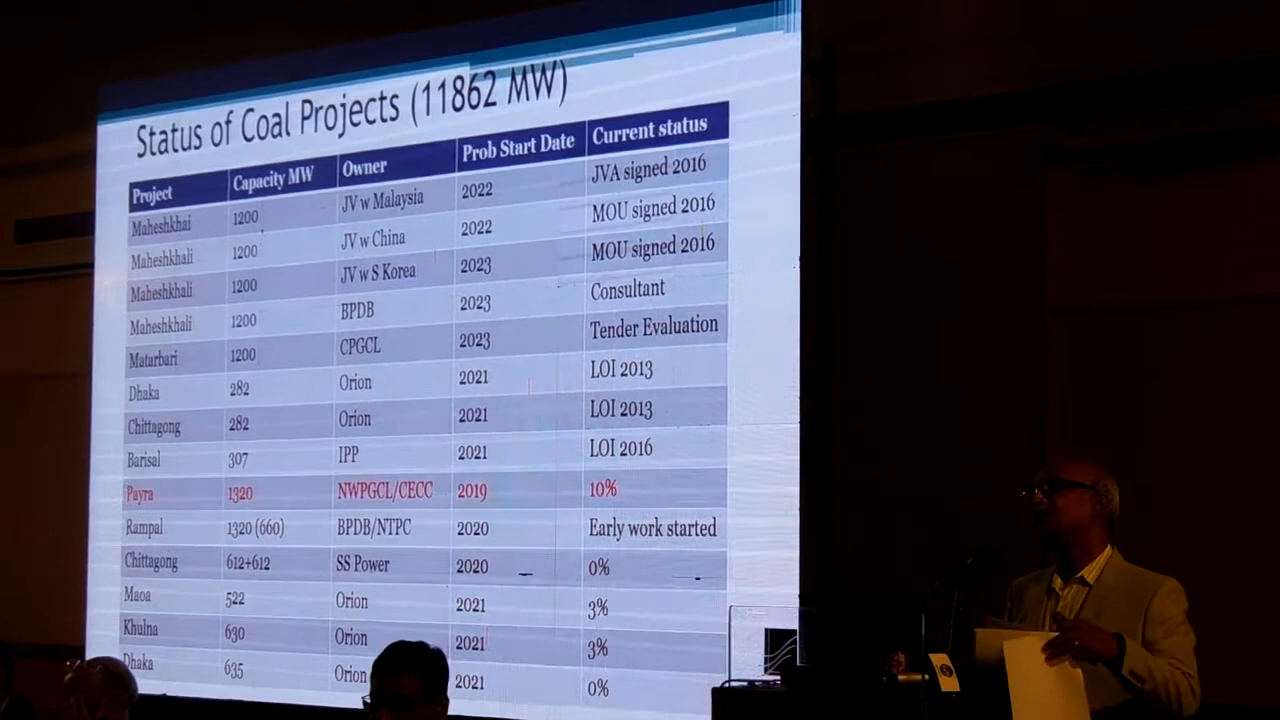 Status of Coal Projects (11862 MW)
Project Capacity MW Owner Prob Start Date Current status
Maheshkhai 1200 JV w Malaysia 2022 JVA signed 2016
Maheshkhali 1200 JV w China 2022 MOU signed 2016
Maheshkhali 1200 JV w S Korea 2023 MOU signed 2016
Maheshkhali 1200 BPDB 2023 Consultant
Matarbari 1200 CPGCL 2023 Tender Evaluation
Dhaka 282 Orion 2021 LOI 2013
Chittagong 282 Orion 2021 LOI 2013
Barisal 307 IPP 2021 LOI 2016
Payra 1320 NWPGCL/CECC 2019 10%
Rampal 1320 (660) BPDB/NTPC 2020 Early work started
Chittagong 612+612 SS Power 2020 0%
Maoa 522 Orion 2021 3%
Khulna 630 Orion 2021 3%
Dhaka 635 Orion 2021 0%